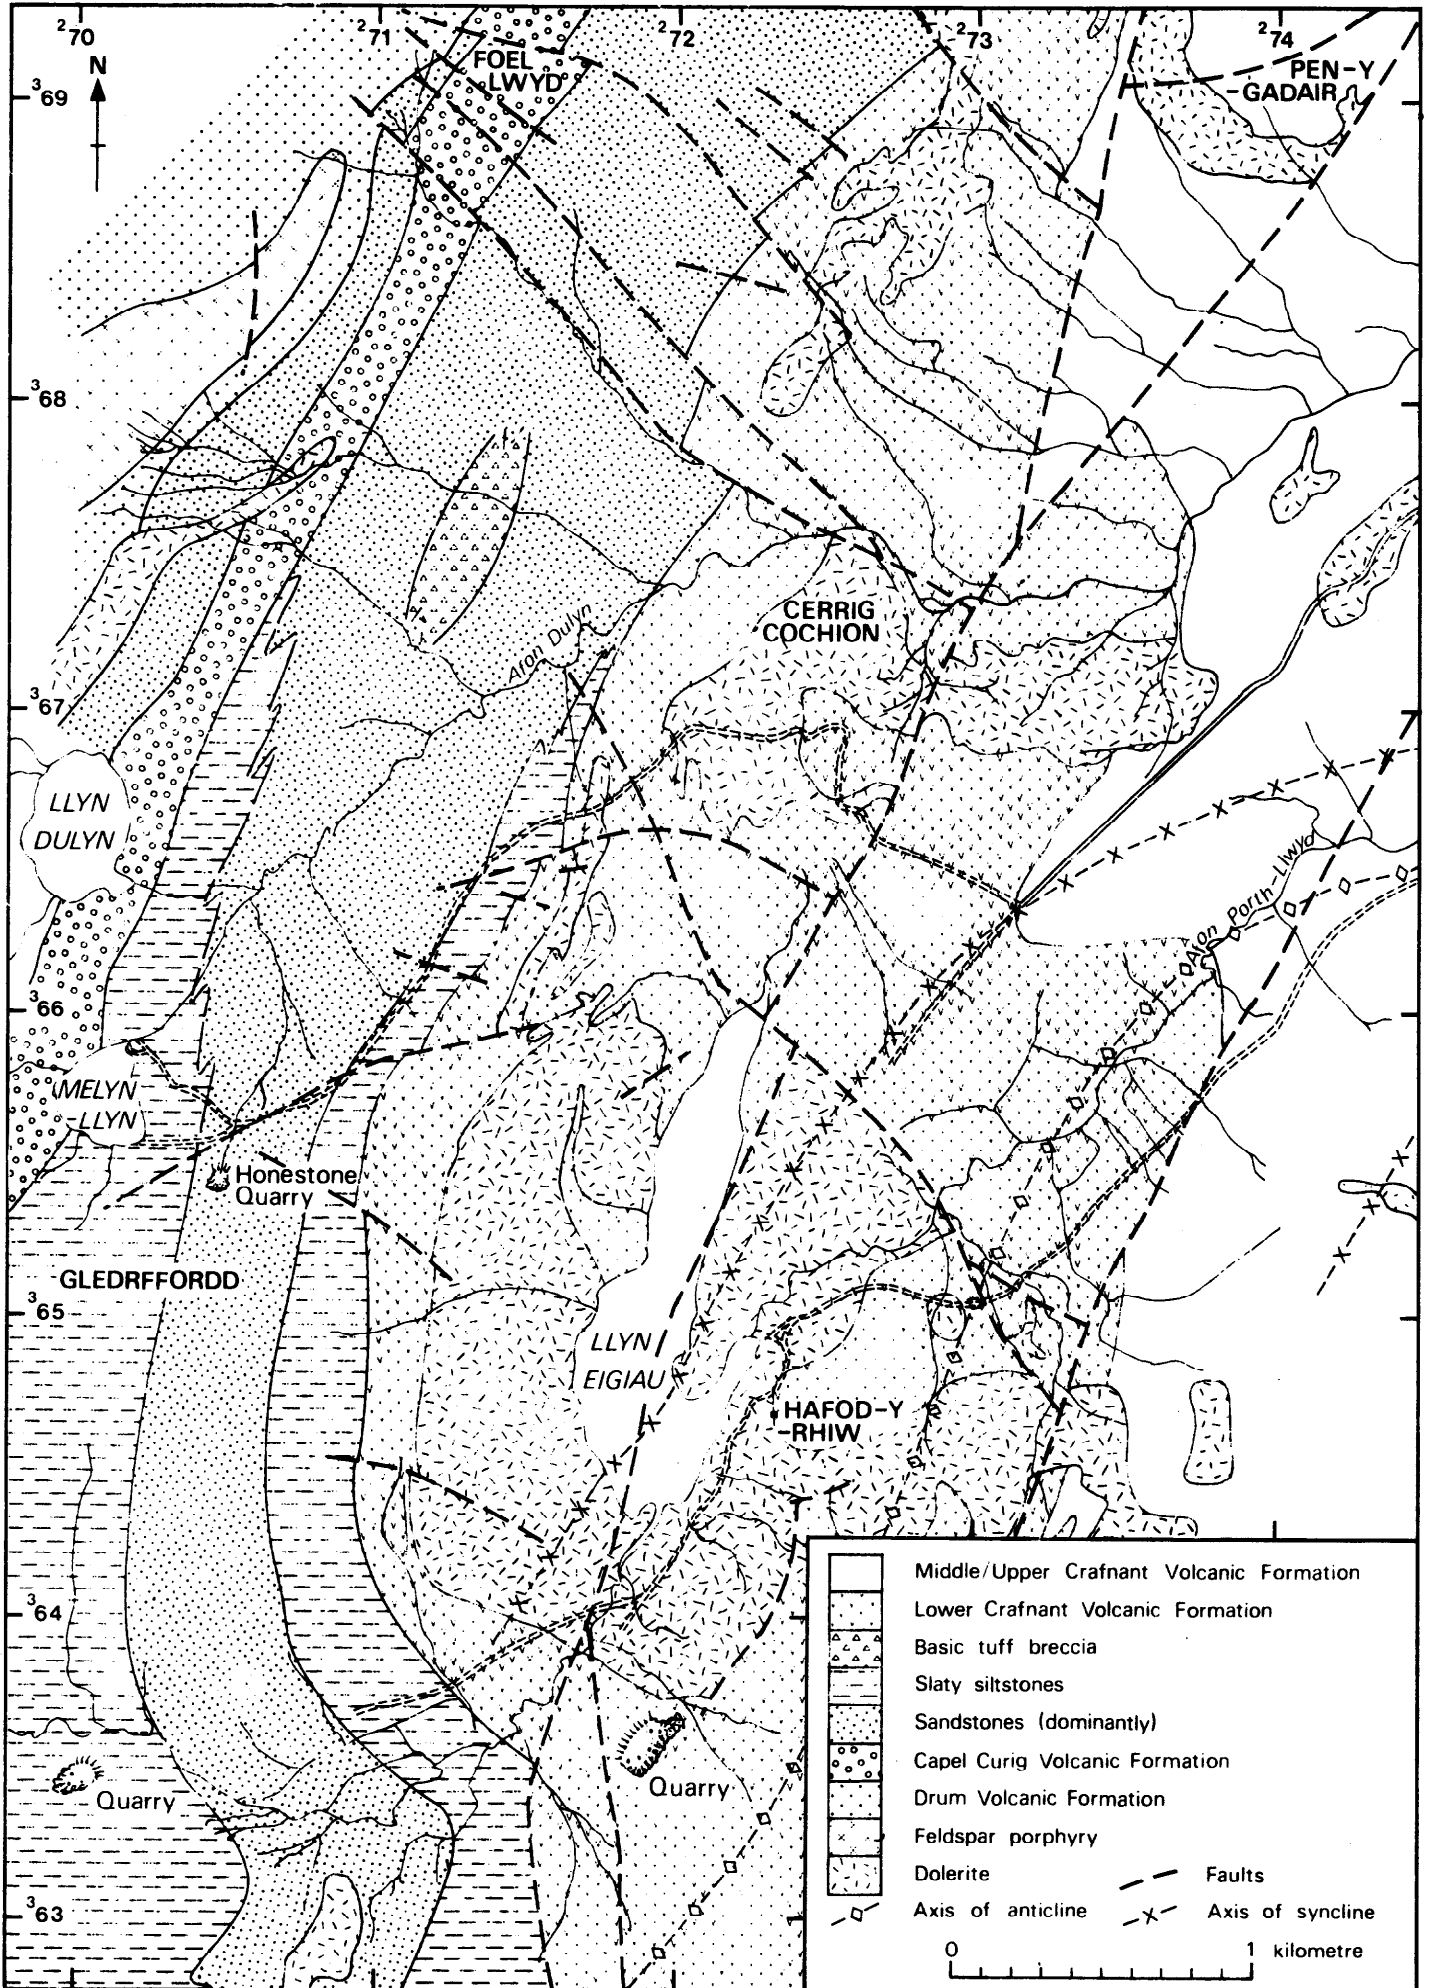 ²70 ²71 ²72 ²73 ²74
N
³69
FOEL
LWYD
PEN-Y
-GADAIR
³68
CERRIG
COCHION
Afon Dulyn
³67
LLYN
DULYN
Afon Porth-Llwyd
³66
MELYN
-LLYN
Honestone
Quarry
GLEDRFFORDD
³65
LLYN
EIGIAU
HAFOD-Y
-RHIW
³64
Quarry
Quarry
³63
Middle/Upper Crafnant Volcanic Formation
Lower Crafnant Volcanic Formation
Basic tuff breccia
Slaty siltstones
Sandstones (dominantly)
Capel Curig Volcanic Formation
Drum Volcanic Formation
Feldspar porphyry
Dolerite
Faults
Axis of anticline
Axis of syncline
0 1 kilometre